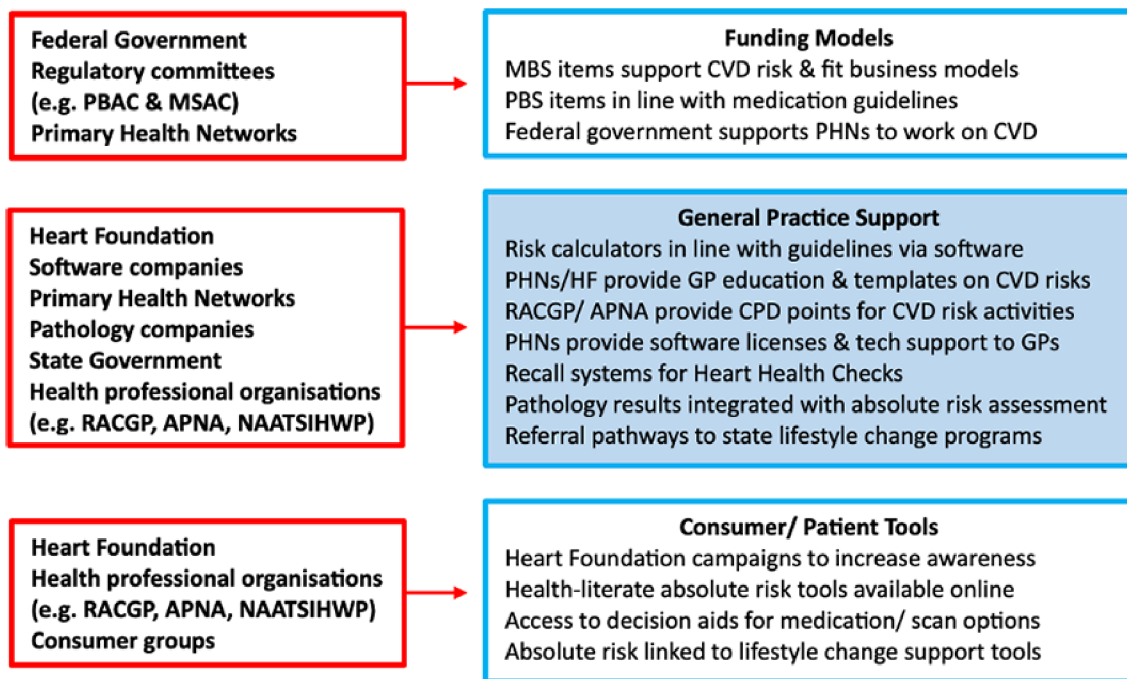 Federal Government
Regulatory committees
(e.g. PBAC & MSAC)
Primary Health Networks
Funding Models
MBS items support CVD risk & fit business models
PBS items in line with medication guidelines
Federal government supports PHNs to work on CVD
Heart Foundation
Software companies
Primary Health Networks
Pathology companies
State Government
Health professional organisations
(e.g. RACGP, APNA, NAATSIHWP)
General Practice Support
Risk calculators in line with guidelines via software
PHNs/HF provide GP education & templates on CVD risks
RACGP/ APNA provide CPD points for CVD risk activities
PHNs provide software licenses & tech support to GPs
Recall systems for Heart Health Checks
Pathology results integrated with absolute risk assessment
Referral pathways to state lifestyle change programs
Heart Foundation
Health professional organisations
(e.g. RACGP, APNA, NAATSIHWP)
Consumer groups
Consumer/ Patient Tools
Heart Foundation campaigns to increase awareness
Health-literate absolute risk tools available online
Access to decision aids for medication/ scan options
Absolute risk linked to lifestyle change support tools